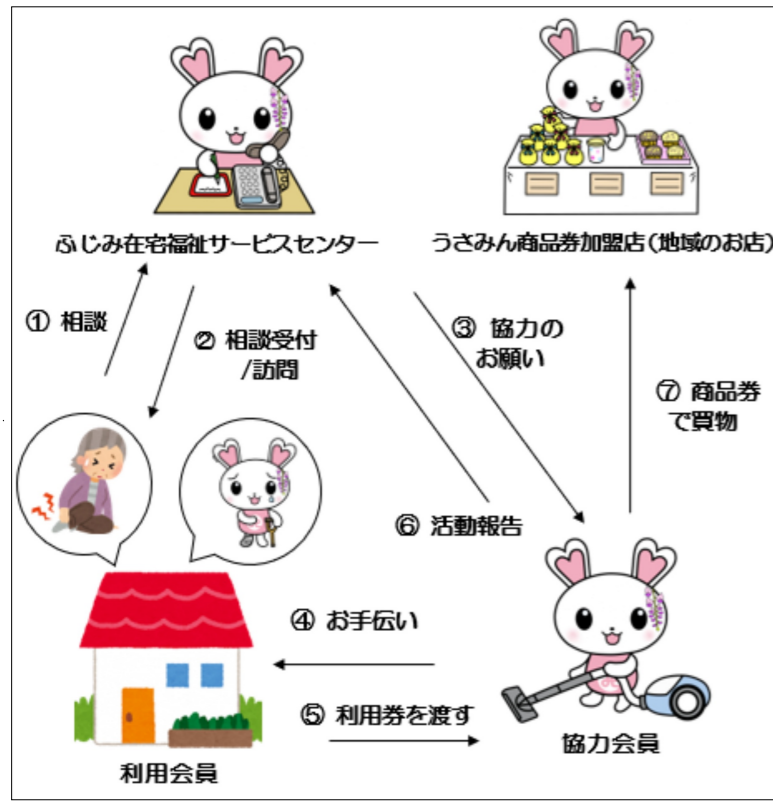 ふじみ在宅福祉サービスセンター
うさみん商品券加盟店（地域のお店）
① 相談
② 相談受付
/訪問
③ 協力の
お願い
⑦ 商品券
で買物
⑥ 活動報告
④ お手伝い
⑤ 利用券を渡す
利用会員
協力会員